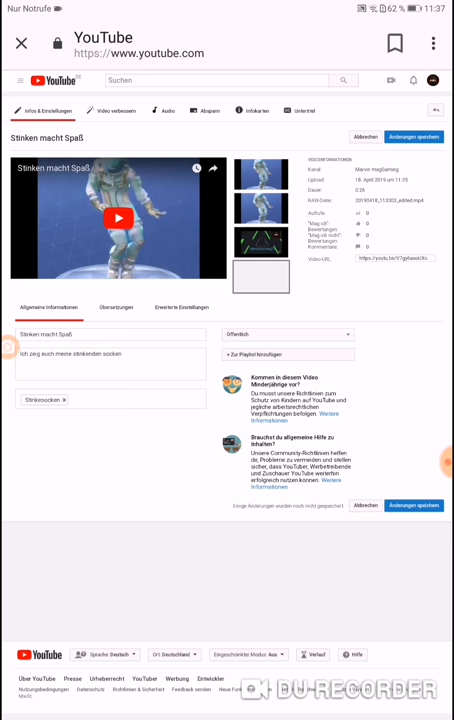 Nur Notrufe
62 %
11:37
YouTube
https://www.youtube.com
YouTube DE
Suchen
Infos & Einstellungen
Video verbessern
Audio
Abspann
Infokarten
Untertitel
Stinken macht Spaß
Abbrechen
Änderungen speichern
Stinken macht Spaß
VIDEOINFORMATIONEN
Kanal: Marvin magGaming
Upload: 18. April 2019 um 11:35
Dauer: 0:26
RAW-Datei: 20190418_113303_edited.mp4
Aufrufe: 0
"Mag ich"-Bewertungen: 0
"Mag ich nicht"-Bewertungen: 0
Kommentare: 0
Video-URL:
Allgemeine Informationen
Übersetzungen
Erweiterte Einstellungen
Stinken macht Spaß
Öffentlich
Ich zeig euch meine stinkenden socken
+ Zur Playlist hinzufügen
Stinkesocken ×
Kommen in diesem Video
Minderjährige vor?
Du musst unsere Richtlinien zum
Schutz von Kindern auf YouTube und
jegliche arbeitsrechtlichen
Verpflichtungen befolgen. Weitere
Informationen
Brauchst du allgemeine Hilfe zu
Inhalten?
Unsere Community-Richtlinien helfen
dir, Probleme zu vermeiden und stellen
sicher, dass YouTuber, Werbetreibende
und Zuschauer YouTube weiterhin
erfolgreich nutzen können. Weitere
Informationen
Einige Änderungen wurden noch nicht gespeichert.
Abbrechen
Änderungen speichern
YouTube
Sprache: Deutsch
Ort: Deutschland
Eingeschränkter Modus: Aus
Verlauf
Hilfe
Über YouTube Presse Urheberrecht YouTuber Werbung Entwickler
Nutzungsbedingungen Datenschutz Richtlinien & Sicherheit Feedback senden
MwSt.
DU RECORDER